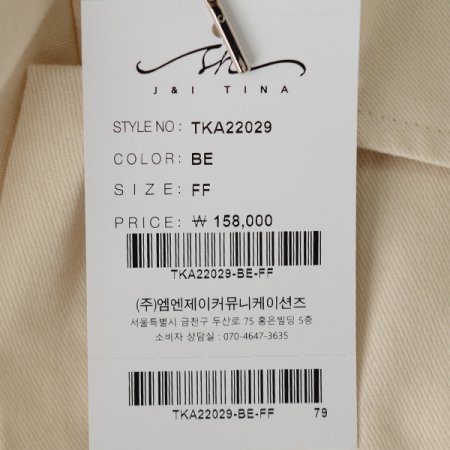 J & I TINA
STYLE NO: TKA22029
COLOR: BE
SIZE: FF
PRICE: ₩ 158,000
TKA22029-BE-FF
(주)엠엔제이커뮤니케이션즈
서울특별시 금천구 두산로 75 홍은빌딩 5층
소비자 상담실 : 070-4647-3635
TKA22029-BE-FF 79